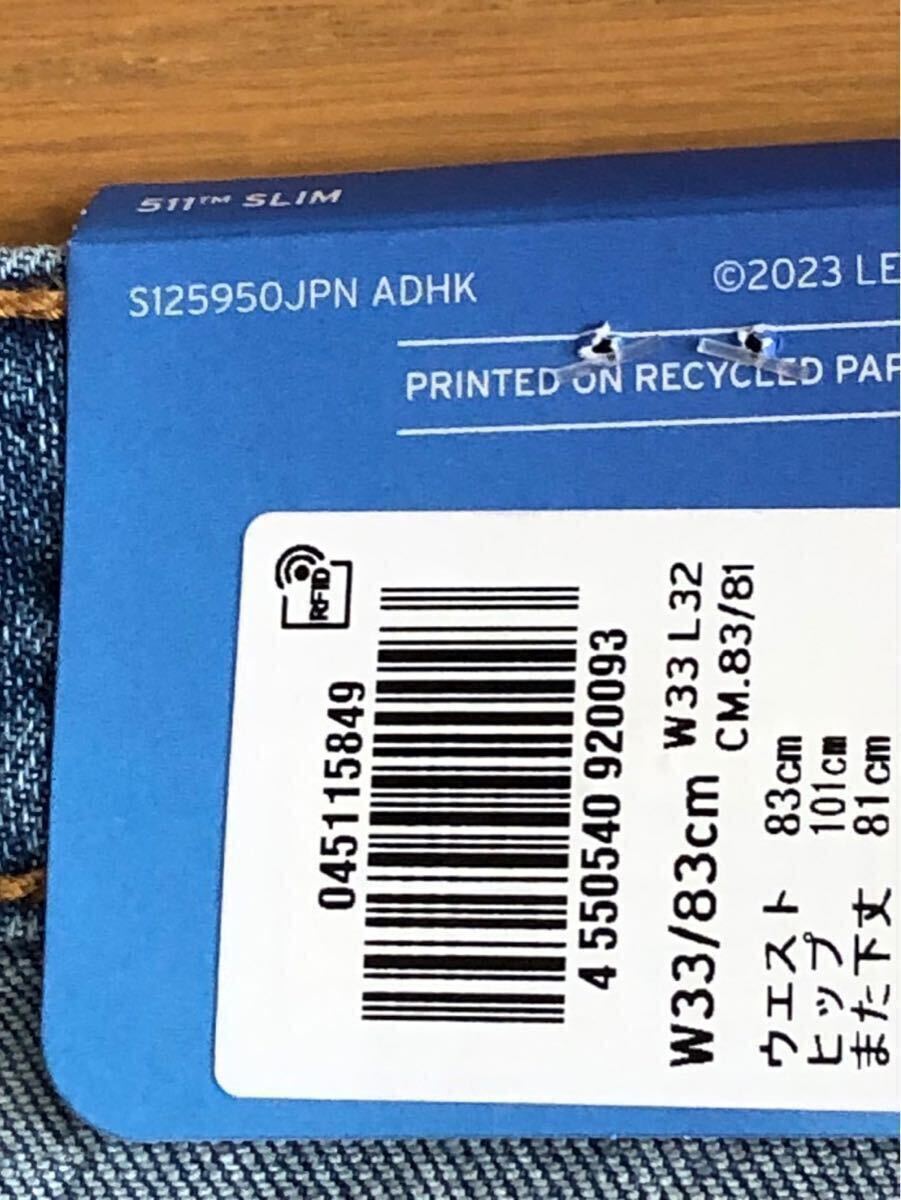 511™ SLIM
S125950JPN ADHK
©2023 LE
PRINTED ON RECYCLED PAP
RFID
045115849
4 550540 920093
W33/83cm W33 L32
CM.83/81
ウエスト 83cm
ヒップ 101cm
また下丈 81cm